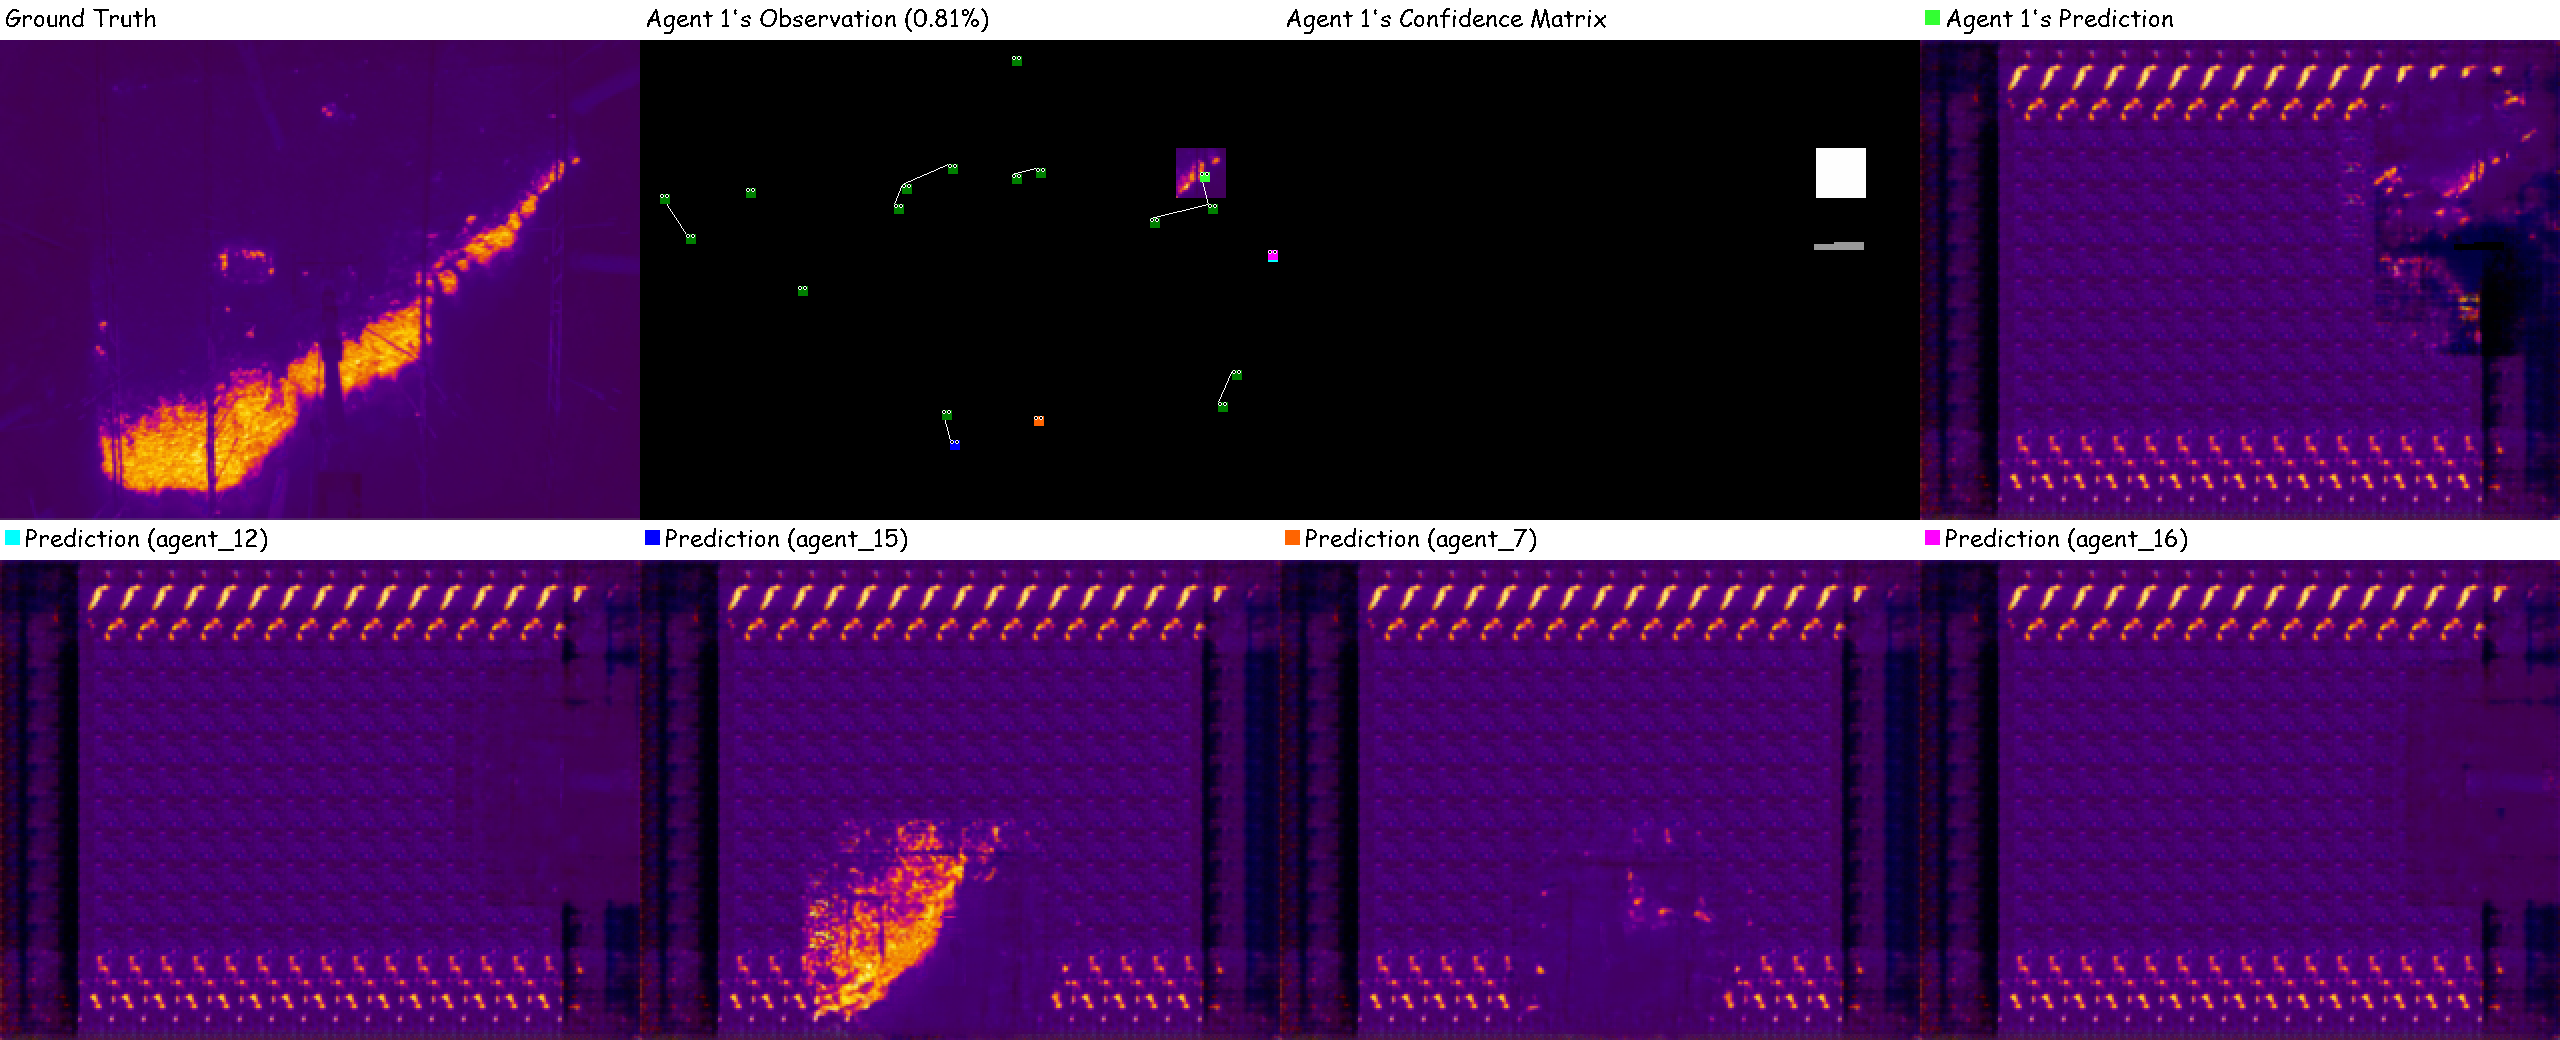 Ground Truth
Agent 1's Observation (0.81%)
Agent 1's Confidence Matrix
Agent 1's Prediction
Prediction (agent_12)
Prediction (agent_15)
Prediction (agent_7)
Prediction (agent_16)